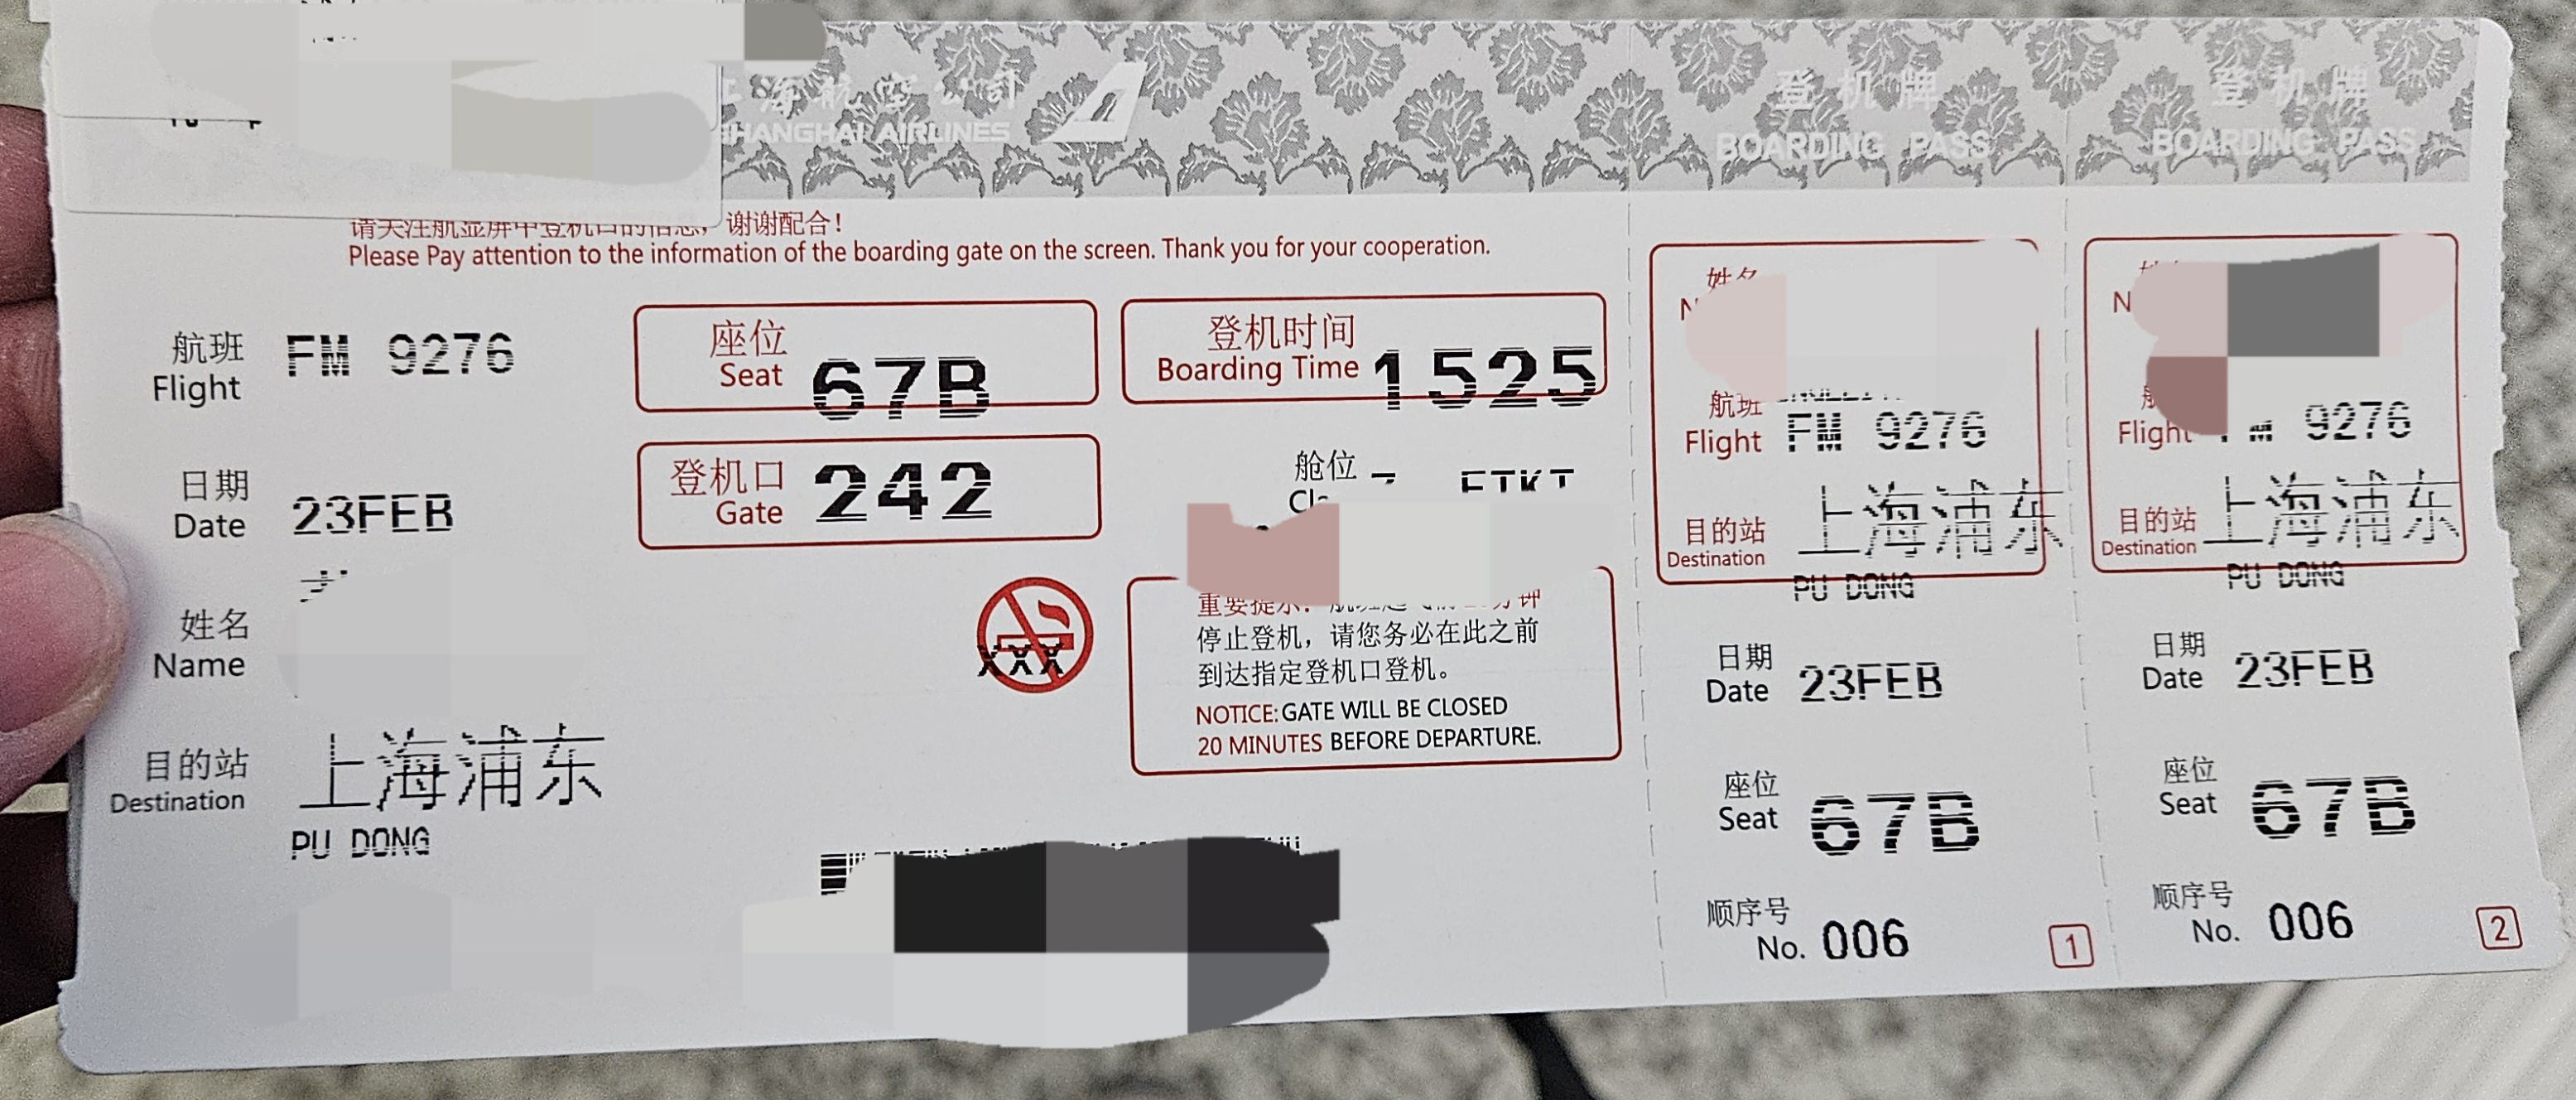 上海航空公司
SHANGHAI AIRLINES
登机牌
BOARDING PASS
登机牌
BOARDING PASS
请关注航显屏中登机口的信息，谢谢配合！
Please Pay attention to the information of the boarding gate on the screen. Thank you for your cooperation.
航班
Flight
FM 9276
座位
Seat
67B
登机时间
Boarding Time
1525
日期
Date
23FEB
登机口
Gate
242
舱位
ETKT
姓名
Name
XXX
重要提示：
停止登机，请您务必在此之前
到达指定登机口登机。
NOTICE: GATE WILL BE CLOSED
20 MINUTES BEFORE DEPARTURE.
目的站
Destination
上海浦东
PU DONG
姓名
航班
Flight
FM 9276
目的站
Destination
上海浦东
PU DONG
日期
Date
23FEB
座位
Seat
67B
顺序号
No. 006
1
Flight
FM 9276
目的站
Destination
上海浦东
PU DONG
日期
Date
23FEB
座位
Seat
67B
顺序号
No. 006
2